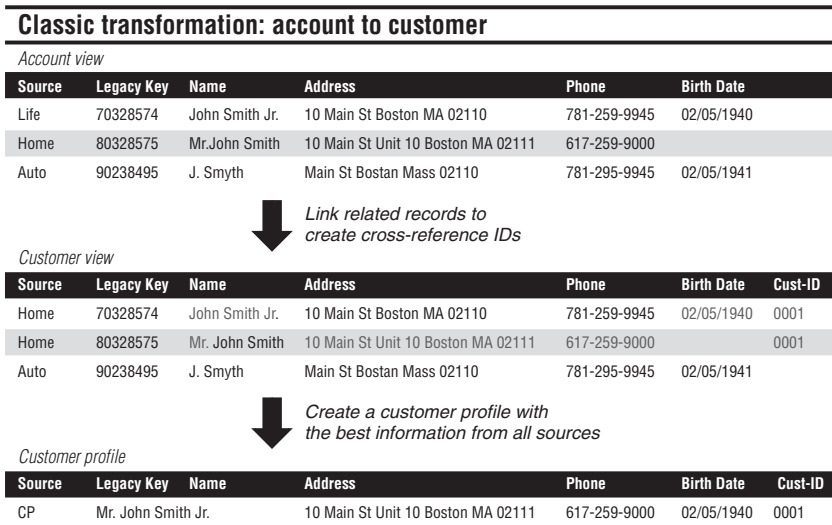 Classic transformation: account to customer
Account view
Source Legacy Key Name Address Phone Birth Date
Life 70328574 John Smith Jr. 10 Main St Boston MA 02110 781-259-9945 02/05/1940
Home 80328575 Mr.John Smith 10 Main St Unit 10 Boston MA 02111 617-259-9000
Auto 90238495 J. Smyth Main St Bostan Mass 02110 781-295-9945 02/05/1941
Link related records to
create cross-reference IDs
Customer view
Source Legacy Key Name Address Phone Birth Date Cust-ID
Home 70328574 John Smith Jr. 10 Main St Boston MA 02110 781-259-9945 02/05/1940 0001
Home 80328575 Mr. John Smith 10 Main St Unit 10 Boston MA 02111 617-259-9000 0001
Auto 90238495 J. Smyth Main St Bostan Mass 02110 781-295-9945 02/05/1941
Create a customer profile with
the best information from all sources
Customer profile
Source Legacy Key Name Address Phone Birth Date Cust-ID
CP Mr. John Smith Jr. 10 Main St Unit 10 Boston MA 02111 617-259-9000 02/05/1940 0001